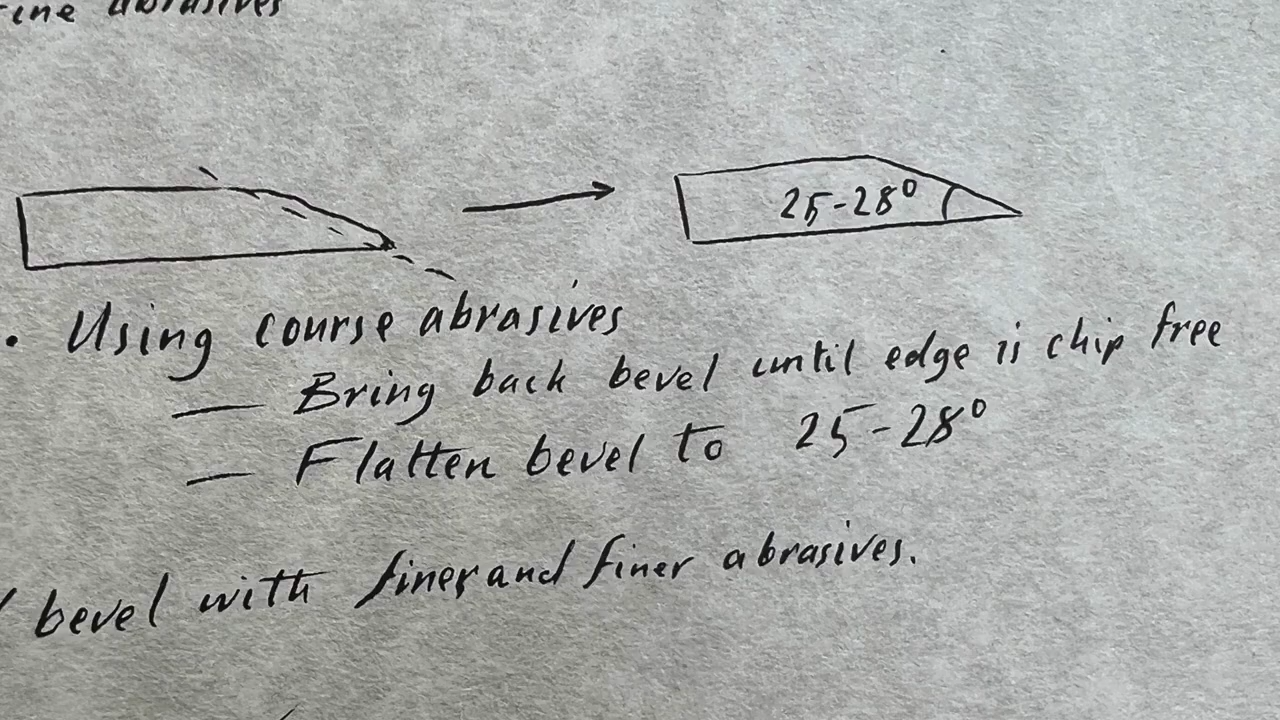 fine abrasives
25-28°
• Using course abrasives
— Bring back bevel until edge is chip free
— Flatten bevel to 25-28°
bevel with finer and finer abrasives.